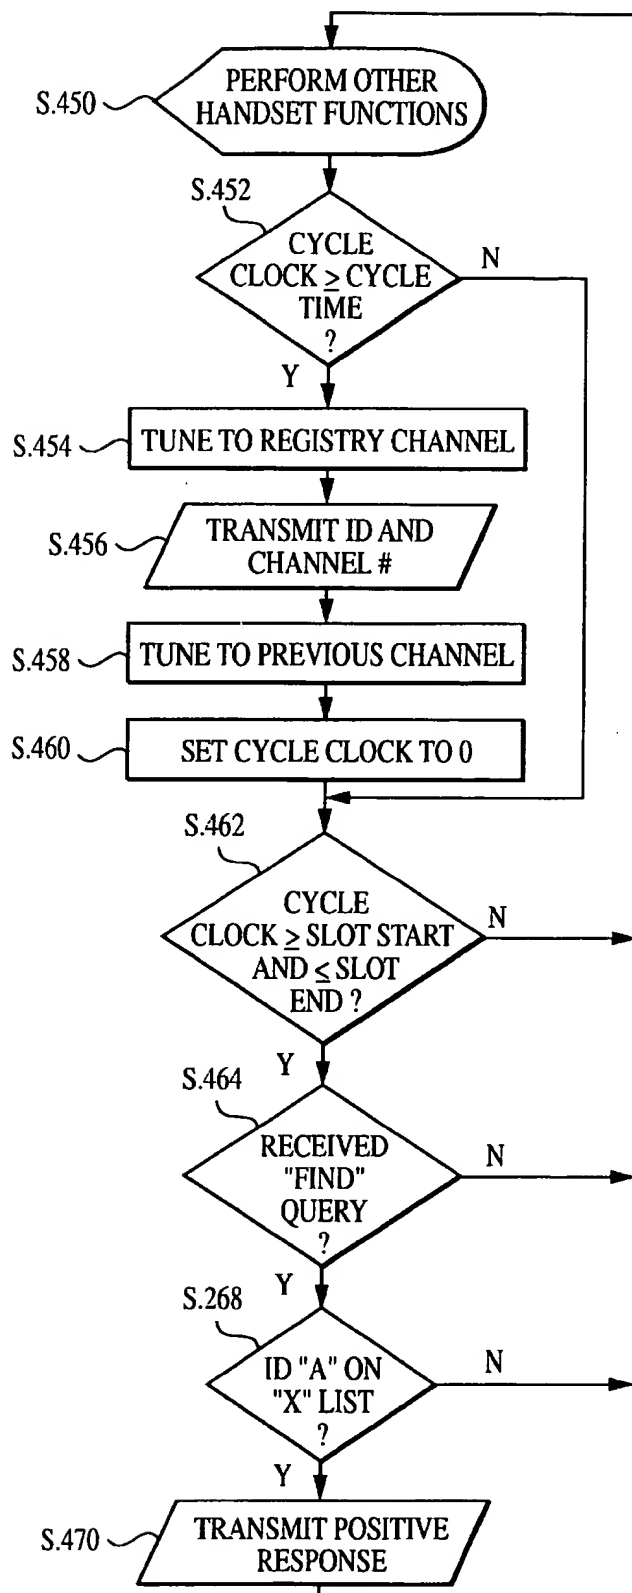 PERFORM OTHER
HANDSET FUNCTIONS
S.450
S.452
CYCLE
CLOCK ≥ CYCLE
TIME
?
N
Y
S.454
TUNE TO REGISTRY CHANNEL
S.456
TRANSMIT ID AND
CHANNEL #
S.458
TUNE TO PREVIOUS CHANNEL
S.460
SET CYCLE CLOCK TO 0
S.462
CYCLE
CLOCK ≥ SLOT START
AND ≤ SLOT
END ?
N
Y
S.464
RECEIVED
"FIND"
QUERY
?
N
Y
S.268
ID "A" ON
"X" LIST
?
N
Y
S.470
TRANSMIT POSITIVE
RESPONSE